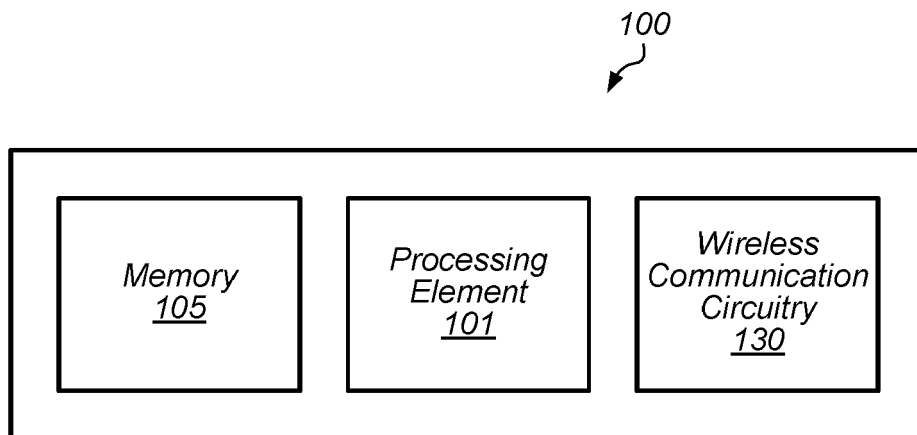 100
Memory
105
Processing
Element
101
Wireless
Communication
Circuitry
130